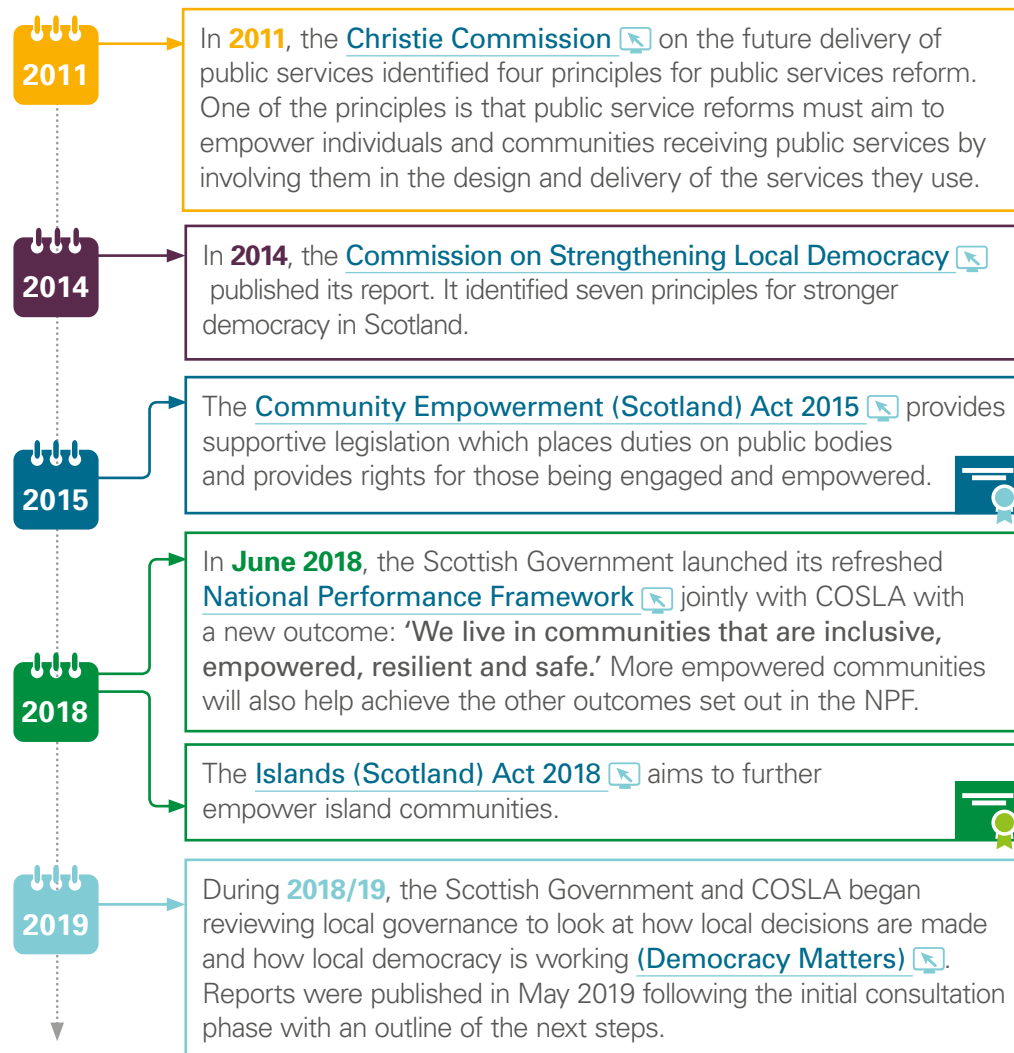 2011
In 2011, the Christie Commission on the future delivery of
public services identified four principles for public services reform.
One of the principles is that public service reforms must aim to
empower individuals and communities receiving public services by
involving them in the design and delivery of the services they use.
2014
In 2014, the Commission on Strengthening Local Democracy
published its report. It identified seven principles for stronger
democracy in Scotland.
2015
The Community Empowerment (Scotland) Act 2015 provides
supportive legislation which places duties on public bodies
and provides rights for those being engaged and empowered.
2018
In June 2018, the Scottish Government launched its refreshed
National Performance Framework jointly with COSLA with
a new outcome: ‘We live in communities that are inclusive,
empowered, resilient and safe.’ More empowered communities
will also help achieve the other outcomes set out in the NPF.
The Islands (Scotland) Act 2018 aims to further
empower island communities.
2019
During 2018/19, the Scottish Government and COSLA began
reviewing local governance to look at how local decisions are made
and how local democracy is working (Democracy Matters).
Reports were published in May 2019 following the initial consultation
phase with an outline of the next steps.